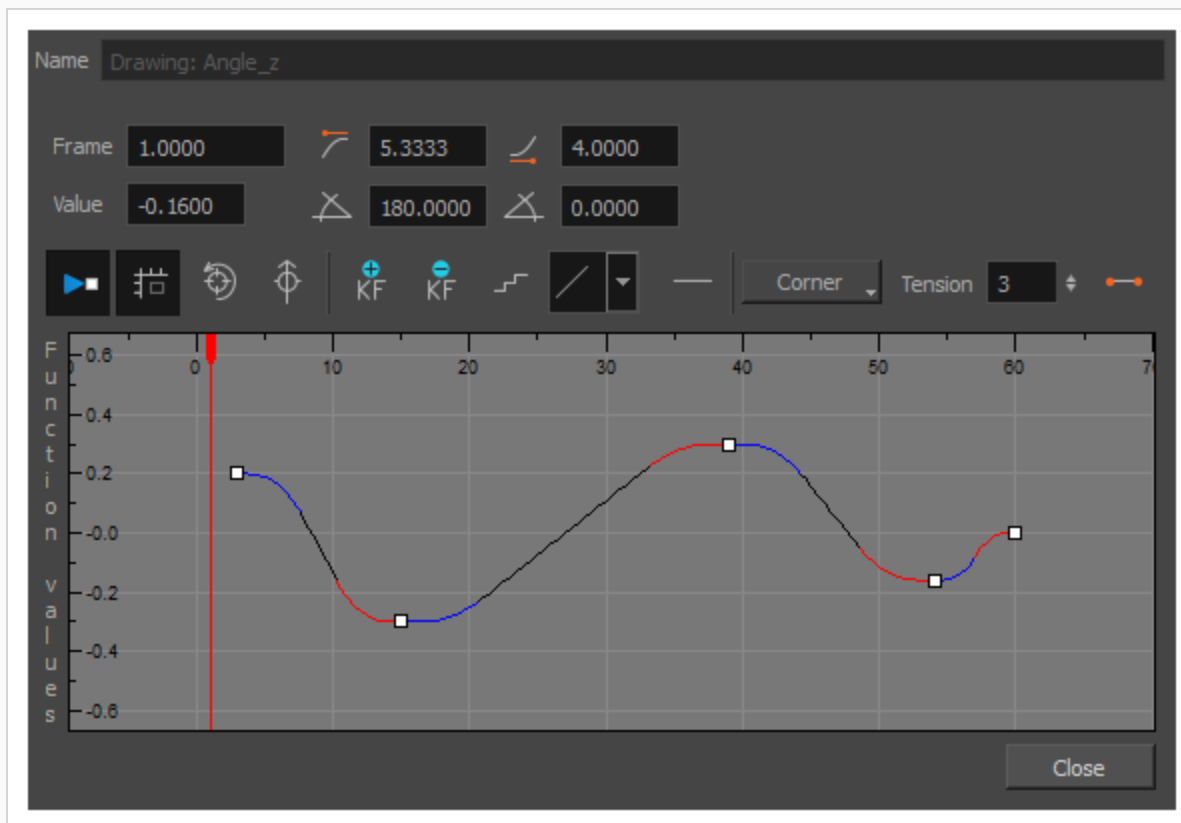 Name Drawing: Angle_z
Frame 1.0000 5.3333 4.0000
Value -0.1600 180.0000 0.0000
KF KF Corner Tension 3
Function values
0 10 20 30 40 50 60
0.6
0.4
0.2
-0.0
-0.2
-0.4
-0.6
Close